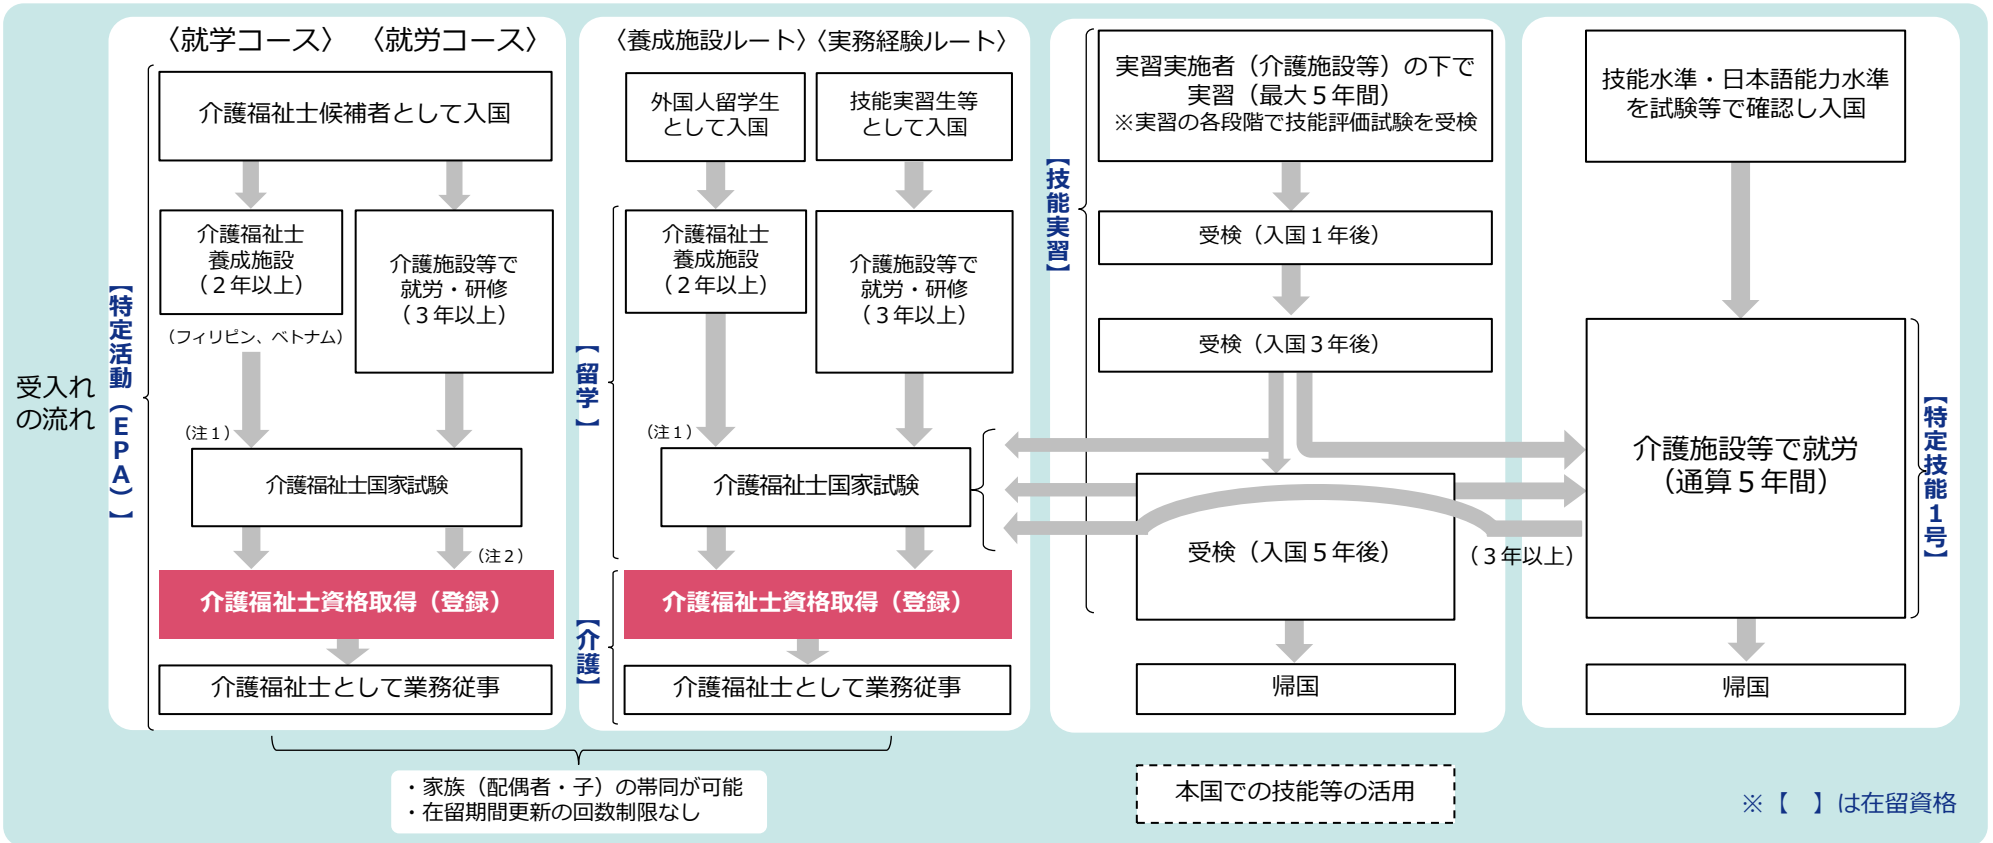 受入れ
の流れ
【特定活動（EPA）】
〈就学コース〉
〈就労コース〉
介護福祉士候補者として入国
介護福祉士
養成施設
（２年以上）
（フィリピン、ベトナム）
介護施設等で
就労・研修
（３年以上）
（注１）
介護福祉士国家試験
（注２）
介護福祉士資格取得（登録）
介護福祉士として業務従事
【留学】
【介護】
〈養成施設ルート〉
〈実務経験ルート〉
外国人留学生
として入国
技能実習生等
として入国
介護福祉士
養成施設
（２年以上）
介護施設等で
就労・研修
（３年以上）
（注１）
介護福祉士国家試験
介護福祉士資格取得（登録）
介護福祉士として業務従事
・家族（配偶者・子）の帯同が可能
・在留期間更新の回数制限なし
【技能実習】
実習実施者（介護施設等）の下で
実習（最大５年間）
※実習の各段階で技能評価試験を受検
受検（入国１年後）
受検（入国３年後）
受検（入国５年後）
帰国
本国での技能等の活用
技能水準・日本語能力水準
を試験等で確認し入国
介護施設等で就労
（通算５年間）
【特定技能１号】
（３年以上）
帰国
※【　】は在留資格